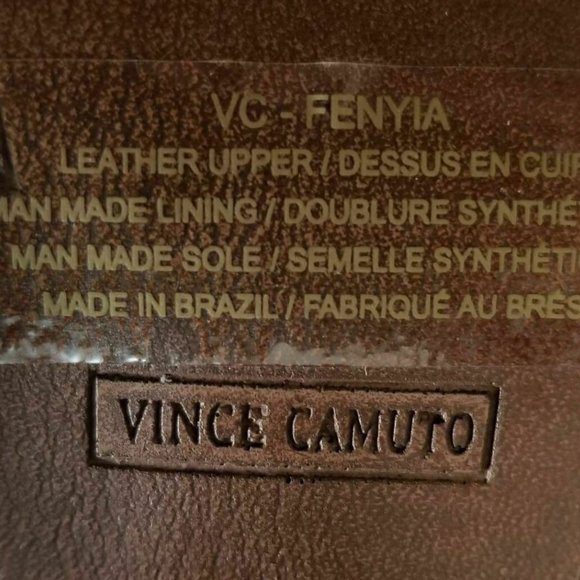 VC - FENYIA
LEATHER UPPER / DESSUS EN CUI
MAN MADE LINING / DOUBLURE SYNTHÉ
MAN MADE SOLE / SEMELLE SYNTHÉTI
MADE IN BRAZIL / FABRIQUÉ AU BRÉS
VINCE CAMUTO